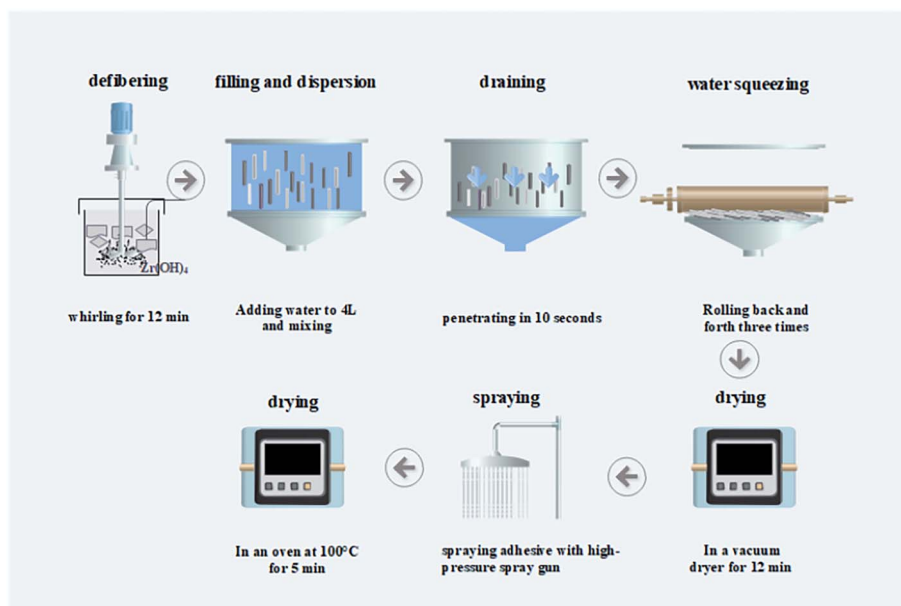 defibering
filling and dispersion
draining
water squeezing
Zr(OH)₄
whirling for 12 min
Adding water to 4L
and mixing
penetrating in 10 seconds
Rolling back and
forth three times
drying
spraying
drying
In an oven at 100°C
for 5 min
spraying adhesive with high-
pressure spray gun
In a vacuum
dryer for 12 min